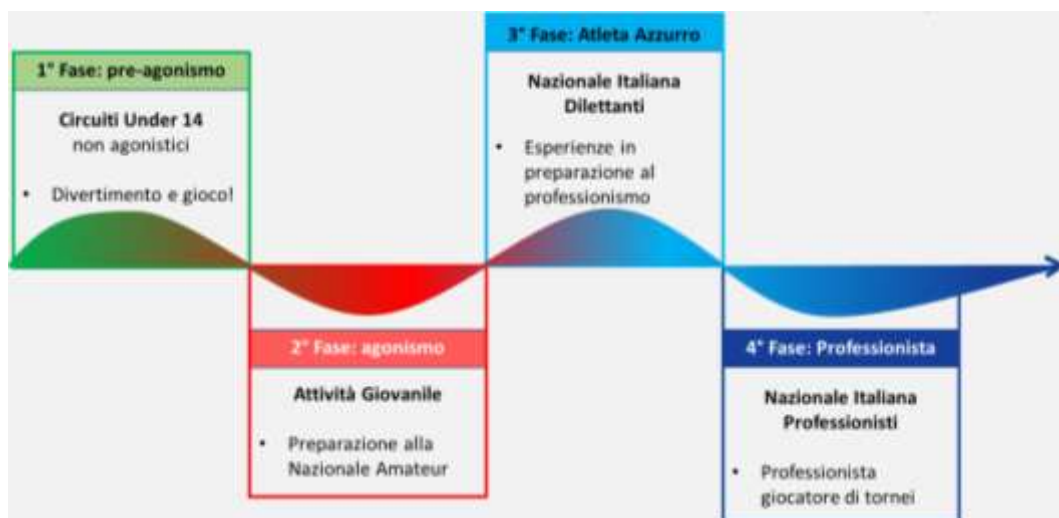 1° Fase: pre-agonismo
Circuiti Under 14
non agonistici
• Divertimento e gioco!
2° Fase: agonismo
Attività Giovanile
• Preparazione alla
Nazionale Amateur
3° Fase: Atleta Azzurro
Nazionale Italiana
Dilettanti
• Esperienze in
preparazione al
professionismo
4° Fase: Professionista
Nazionale Italiana
Professionisti
• Professionista
giocatore di tornei